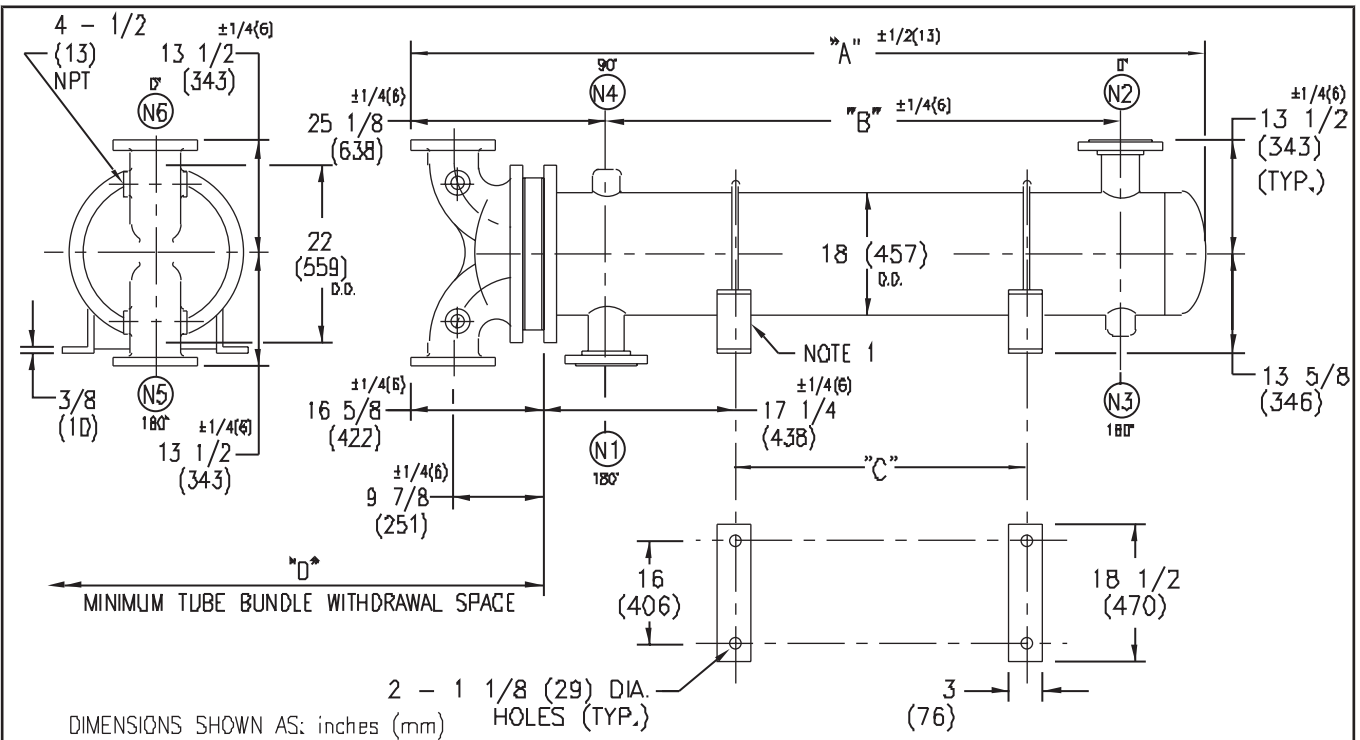 4 - 1/2
(13)
NPT
±1/4(6)
13 1/2
(343)
0°
N6
22
(559)
O.D.
3/8
(10)
N5
180°
±1/4(6)
13 1/2
(343)
"A" ±1/2(13)
±1/4(6)
25 1/8
(638)
90°
N4
"B" ±1/4(6)
0°
N2
±1/4(6)
13 1/2
(343)
(TYP.)
18 (457)
O.D.
NOTE 1
±1/4(6)
16 5/8
(422)
±1/4(6)
17 1/4
(438)
N1
180°
N3
180°
13 5/8
(346)
±1/4(6)
9 7/8
(251)
"C"
"D"
MINIMUM TUBE BUNDLE WITHDRAWAL SPACE
16
(406)
18 1/2
(470)
2 - 1 1/8 (29) DIA.
HOLES (TYP.)
3
(76)
DIMENSIONS SHOWN AS: inches (mm)